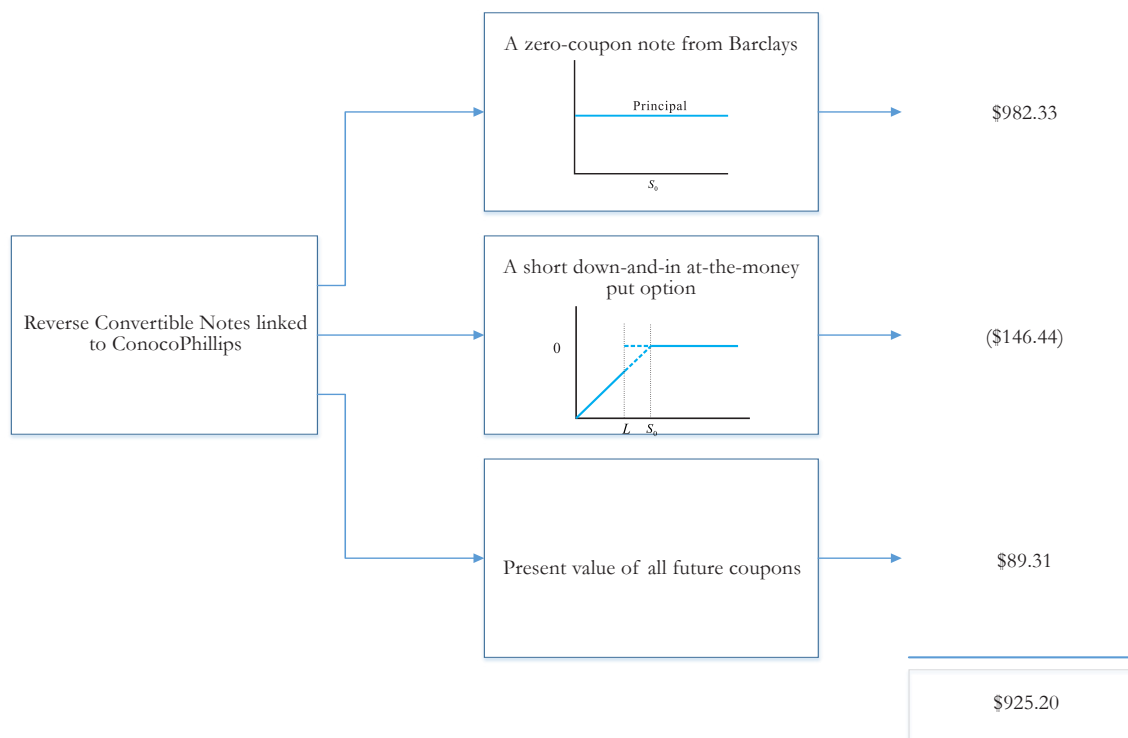 A zero-coupon note from Barclays
Principal
S₀
$982.33
Reverse Convertible Notes linked
to ConocoPhillips
A short down-and-in at-the-money
put option
0
L S₀
($146.44)
Present value of all future coupons
$89.31
$925.20